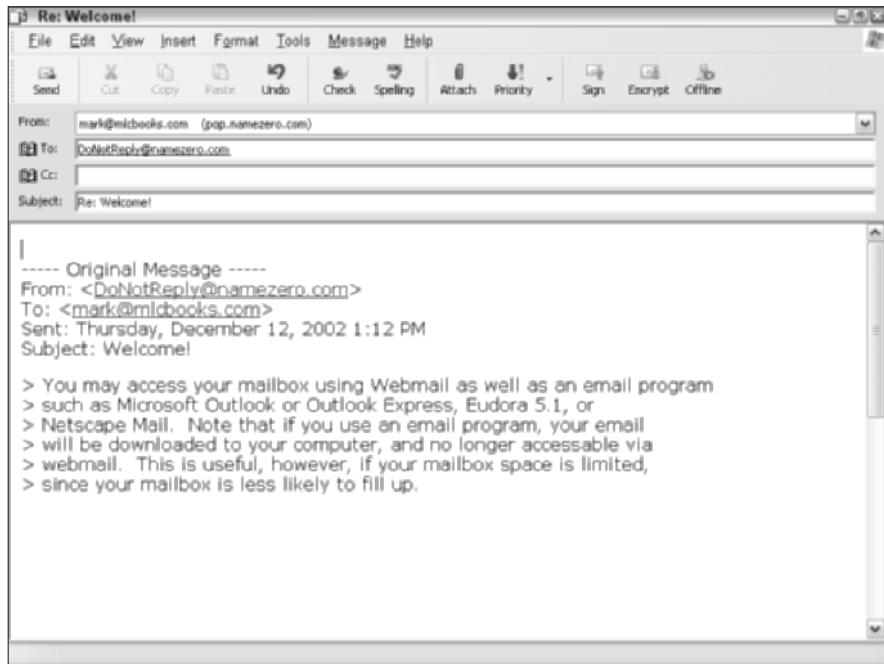 Re: Welcome!
File Edit View Insert Format Tools Message Help
Send Cut Copy Paste Undo Check Spelling Attach Priority Sign Encrypt Offline
From: mark@mlcbooks.com (pop.namezero.com)
To: DoNotReply@namezero.com
Cc:
Subject: Re: Welcome!
----- Original Message -----
From: <DoNotReply@namezero.com>
To: <mark@mlcbooks.com>
Sent: Thursday, December 12, 2002 1:12 PM
Subject: Welcome!
> You may access your mailbox using Webmail as well as an email program
> such as Microsoft Outlook or Outlook Express, Eudora 5.1, or
> Netscape Mail. Note that if you use an email program, your email
> will be downloaded to your computer, and no longer accessable via
> webmail. This is useful, however, if your mailbox space is limited,
> since your mailbox is less likely to fill up.